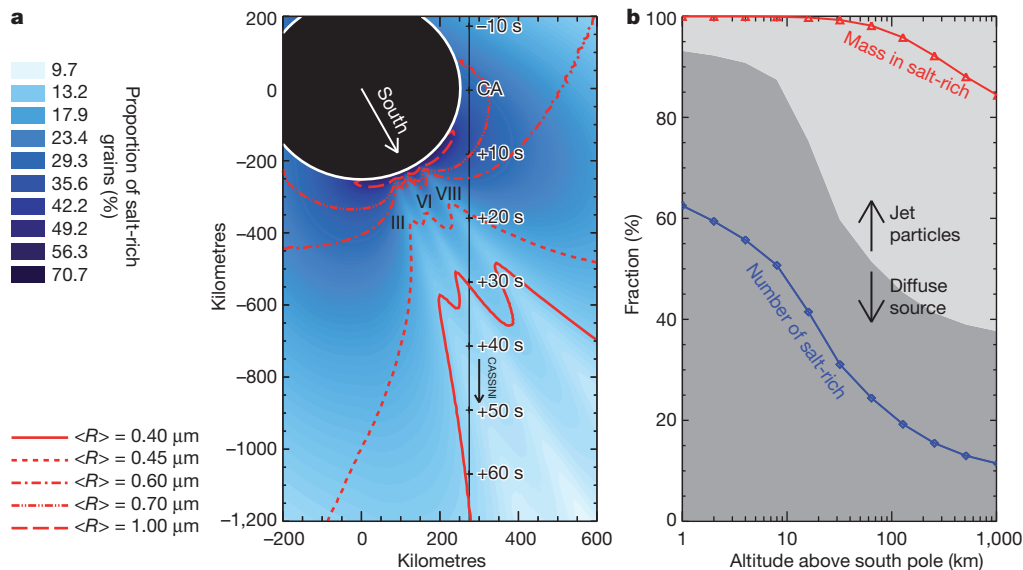 a
9.7
13.2
17.9
23.4
29.3
35.6
42.2
49.2
56.3
70.7
Proportion of salt-rich
grains (%)
<R> = 0.40 μm
<R> = 0.45 μm
<R> = 0.60 μm
<R> = 0.70 μm
<R> = 1.00 μm
200
0
−200
−400
−600
−800
−1000
−1,200
Kilometres
−200
0
200
400
600
Kilometres
South
III
VI
VIII
−10 s
CA
+10 s
+20 s
+30 s
+40 s
+50 s
+60 s
CASSINI
b
100
80
60
40
20
0
Fraction (%)
Mass in salt-rich
Number of salt-rich
Jet
particles
Diffuse
source
1
10
100
1,000
Altitude above south pole (km)